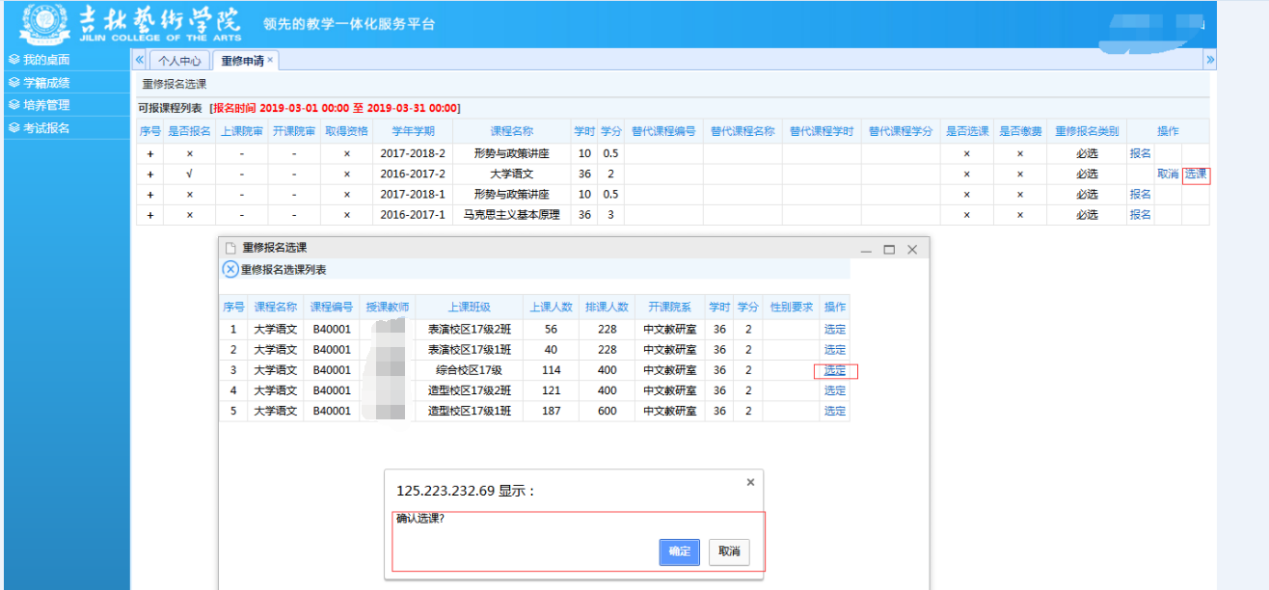 吉林藝術学院 领先的教学一体化服务平台
JILIN COLLEGE OF THE ARTS
我的桌面
学籍成绩
培养管理
考试报名
« 个人中心 重修申请 × »
重修报名选课
可报课程列表 [报名时间 2019-03-01 00:00 至 2019-03-31 00:00]
序号 是否报名 上课院审 开课院审 取得资格 学年学期 课程名称 学时 学分 替代课程编号 替代课程名称 替代课程学时 替代课程学分 是否选课 是否缴费 重修报名类别 操作
+ × - - × 2017-2018-2 形势与政策讲座 10 0.5 × × 必选 报名
+ √ - - × 2016-2017-2 大学语文 36 2 × × 必选 取消 选课
+ × - - × 2017-2018-1 形势与政策讲座 10 0.5 × × 必选 报名
+ × - - × 2016-2017-1 马克思主义基本原理 36 3 × × 必选 报名
重修报名选课
重修报名选课列表
序号 课程名称 课程编号 授课教师 上课班级 上课人数 排课人数 开课院系 学时 学分 性别要求 操作
1 大学语文 B40001 表演校区17级2班 56 228 中文教研室 36 2 选定
2 大学语文 B40001 表演校区17级1班 40 228 中文教研室 36 2 选定
3 大学语文 B40001 综合校区17级 114 400 中文教研室 36 2 选定
4 大学语文 B40001 造型校区17级2班 121 400 中文教研室 36 2 选定
5 大学语文 B40001 造型校区17级1班 187 600 中文教研室 36 2 选定
125.223.232.69 显示：
确认选课?
确定 取消